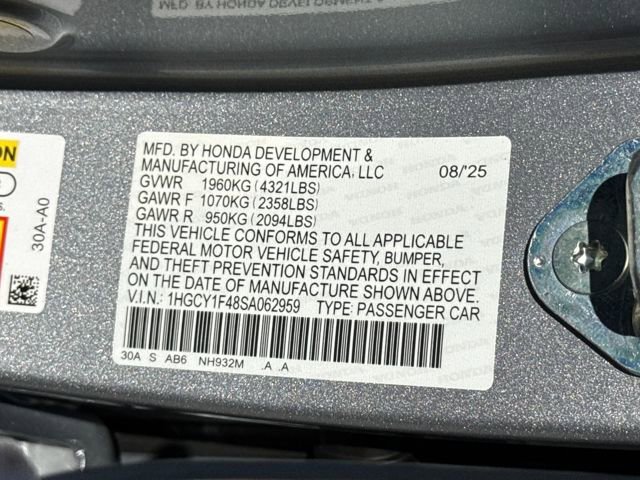 MFD. BY HONDA DEVELOPMENT &
MANUFACTURING OF AMERICA, LLC 08/'25
GVWR 1960KG (4321LBS)
GAWR F 1070KG (2358LBS)
GAWR R 950KG (2094LBS)
THIS VEHICLE CONFORMS TO ALL APPLICABLE
FEDERAL MOTOR VEHICLE SAFETY, BUMPER,
AND THEFT PREVENTION STANDARDS IN EFFECT
ON THE DATE OF MANUFACTURE SHOWN ABOVE.
V.I.N.: 1HGCY1F48SA062959 TYPE: PASSENGER CAR
30A S AB6 NH932M .A .A
30A-A0